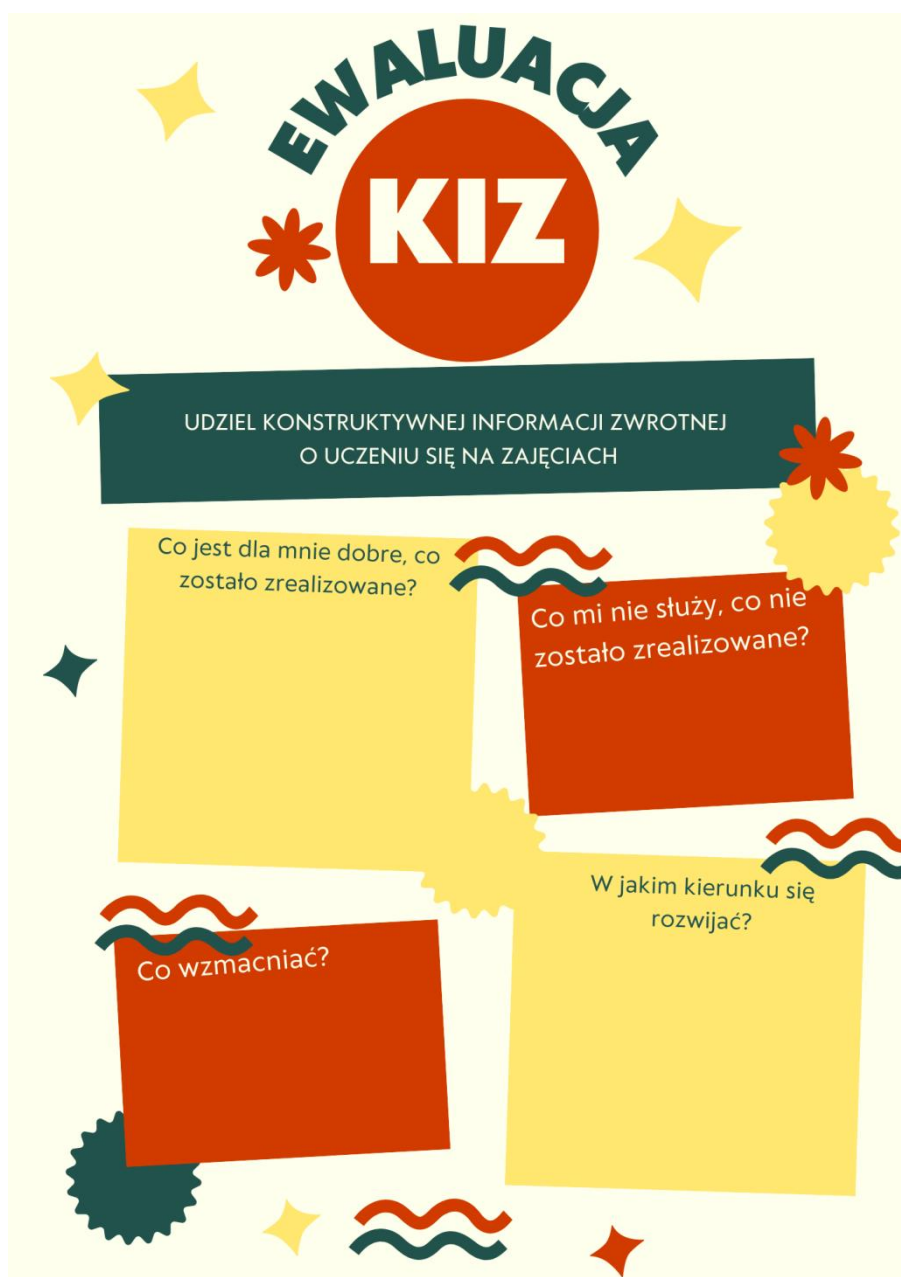 EWALUACJA
KIZ
UDZIEL KONSTRUKTYWNEJ INFORMACJI ZWROTNEJ
O UCZENIU SIĘ NA ZAJĘCIACH
Co jest dla mnie dobre, co
zostało zrealizowane?
Co mi nie służy, co nie
zostało zrealizowane?
Co wzmacniać?
W jakim kierunku się
rozwijać?